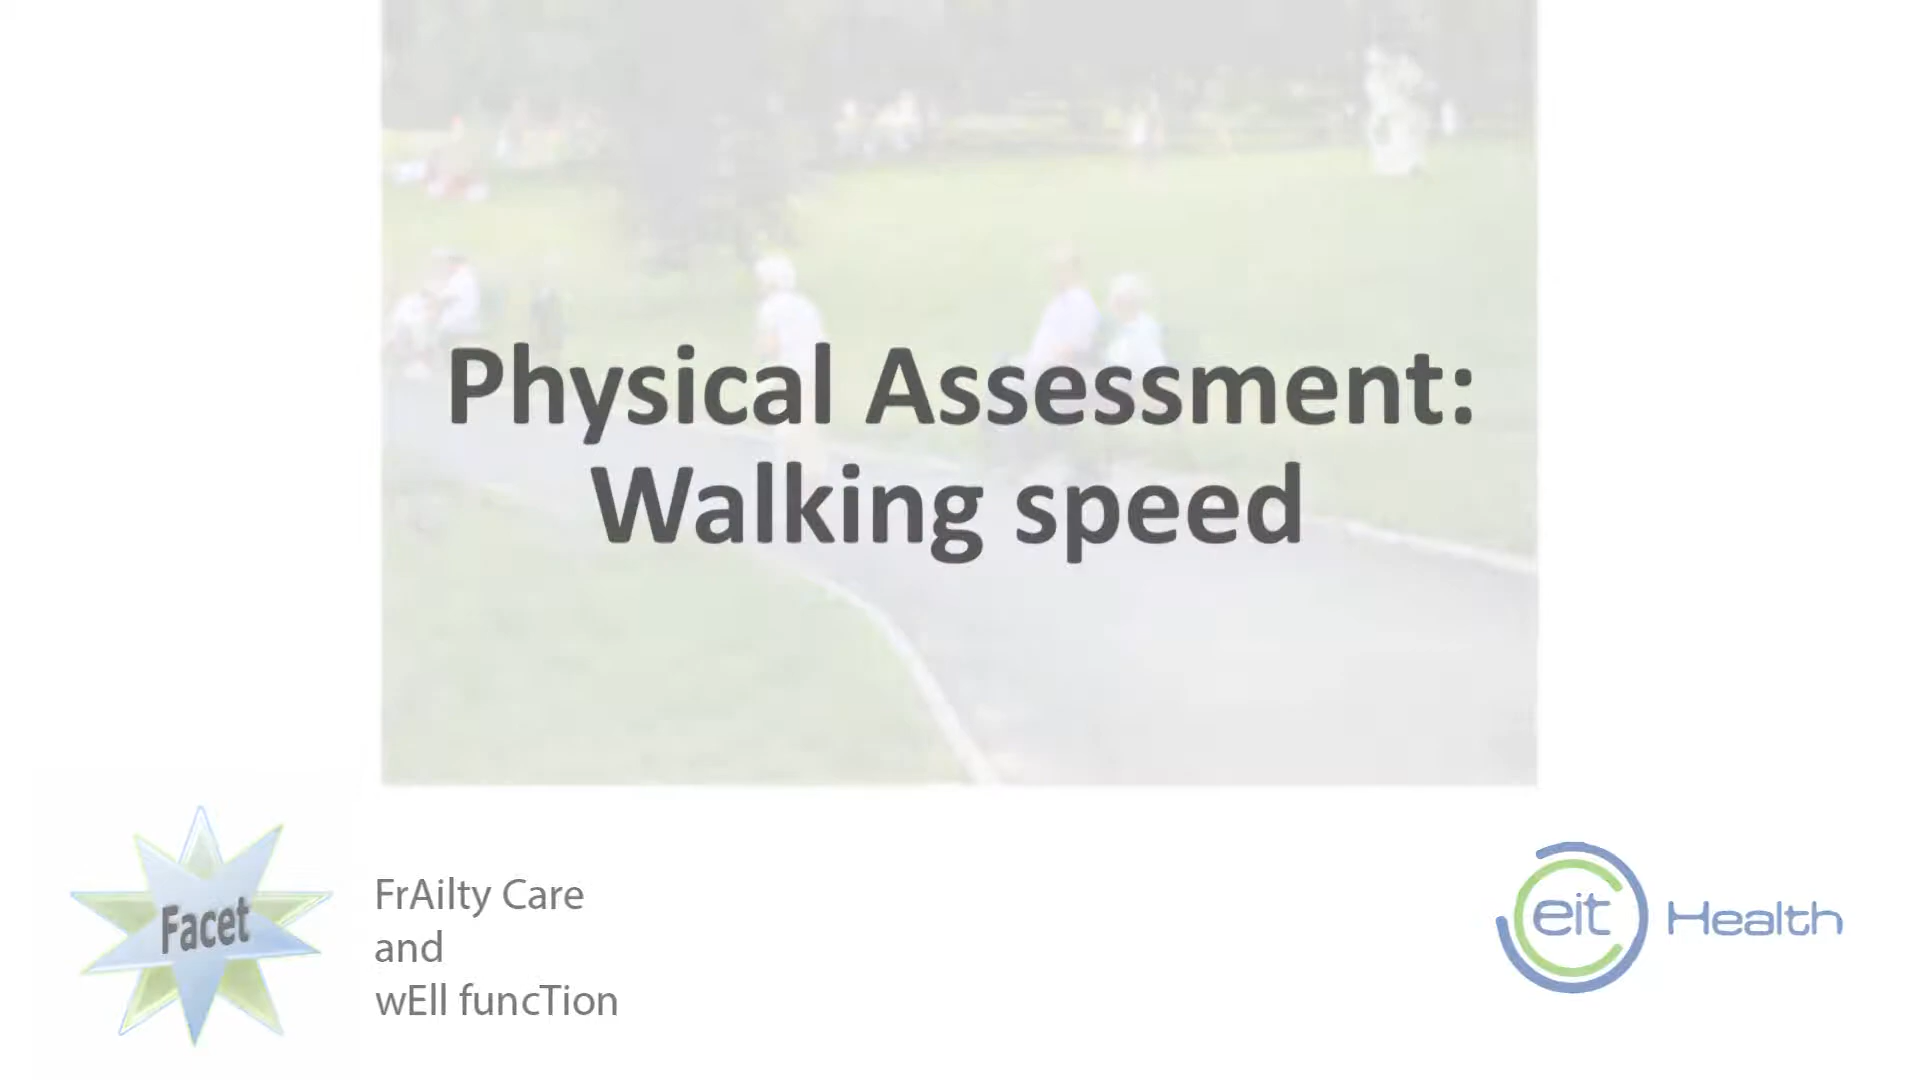 Physical Assessment:
Walking speed
Facet
FrAilty Care
and
wEll funcTion
eit Health